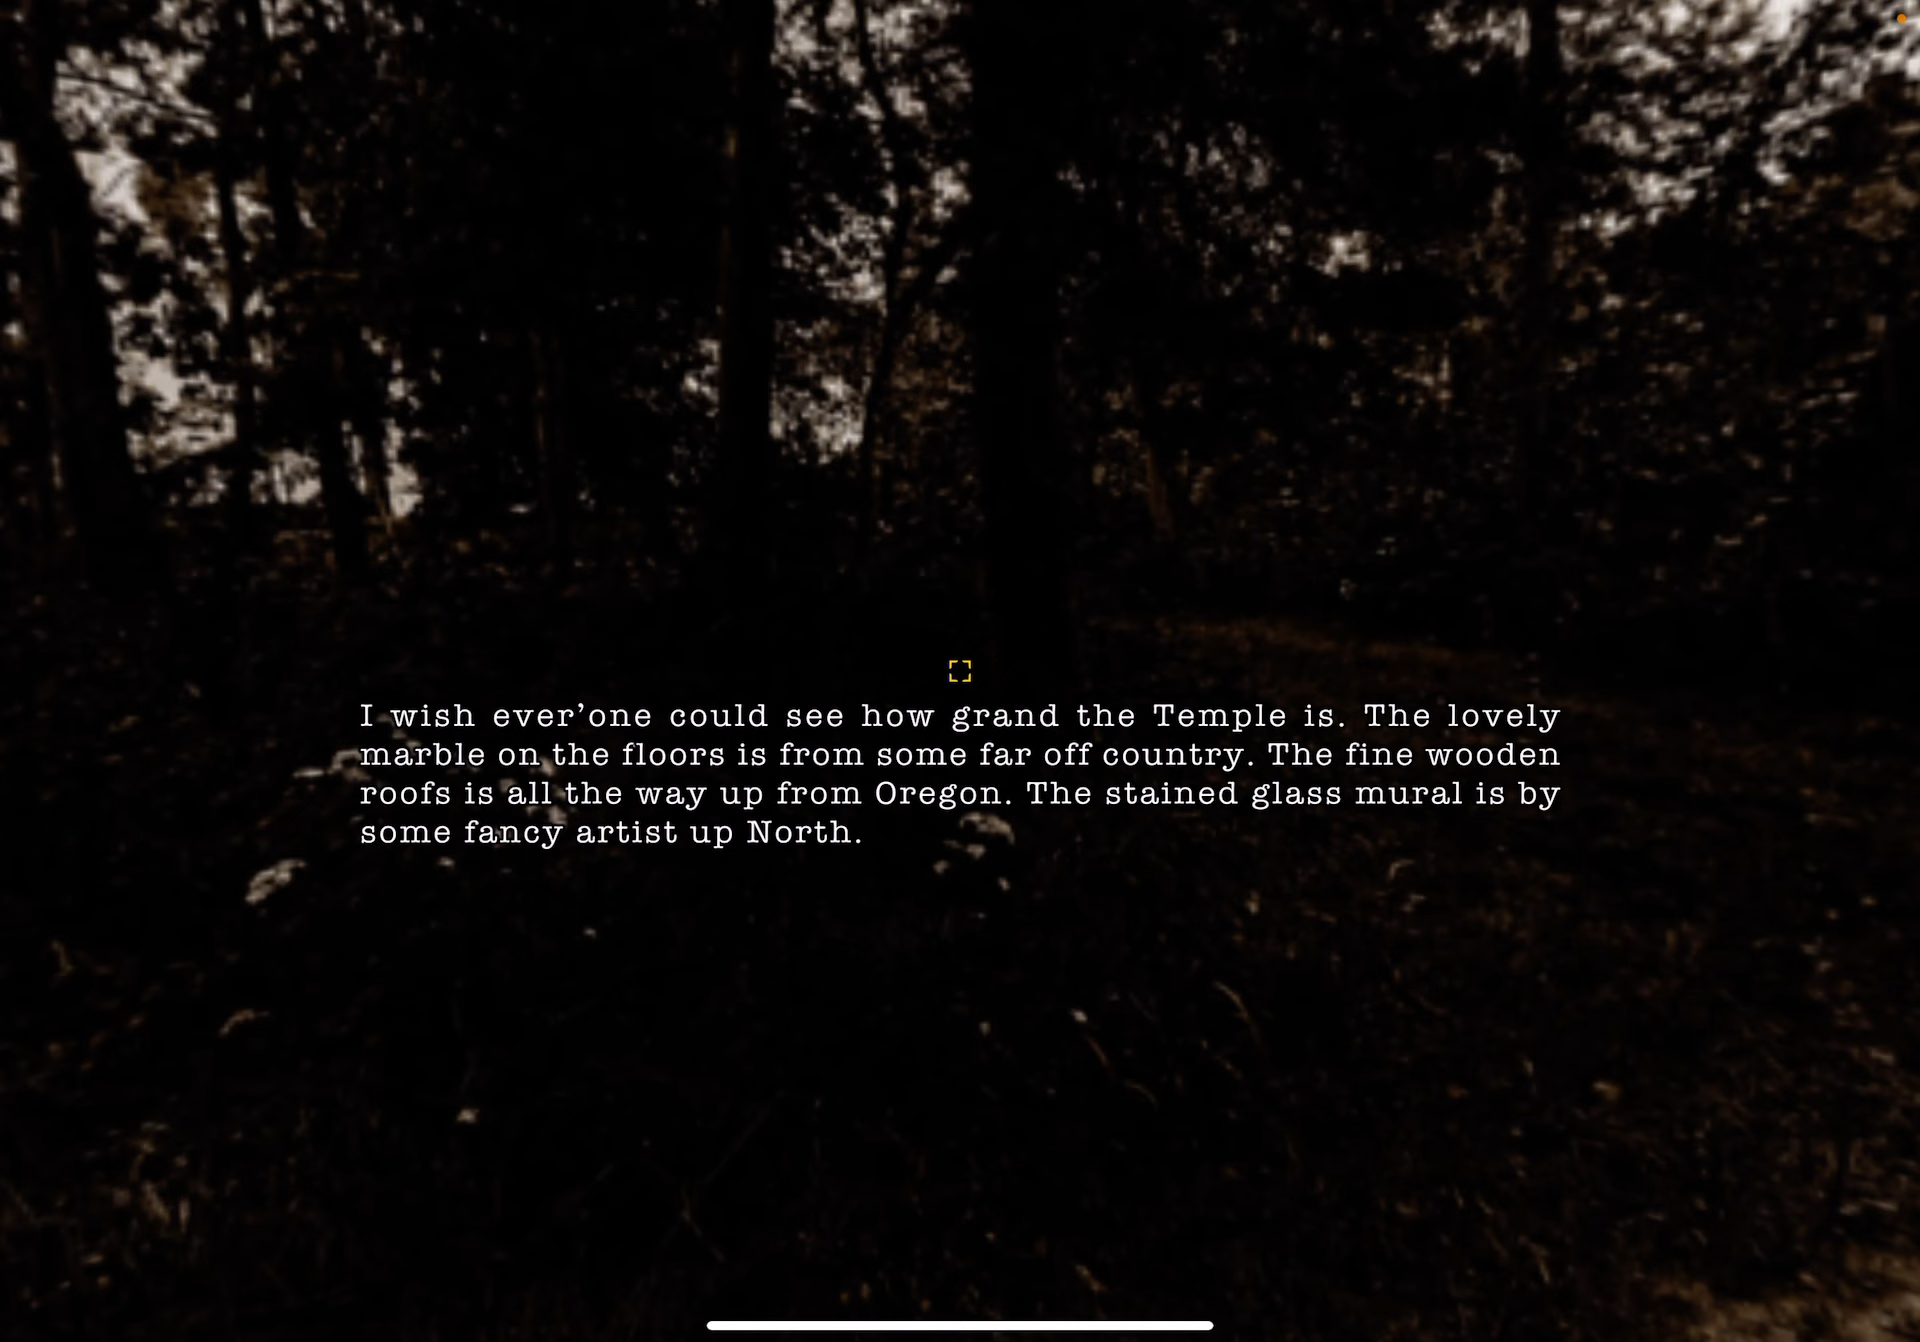 I wish ever’one could see how grand the Temple is. The lovely
marble on the floors is from some far off country. The fine wooden
roofs is all the way up from Oregon. The stained glass mural is by
some fancy artist up North.